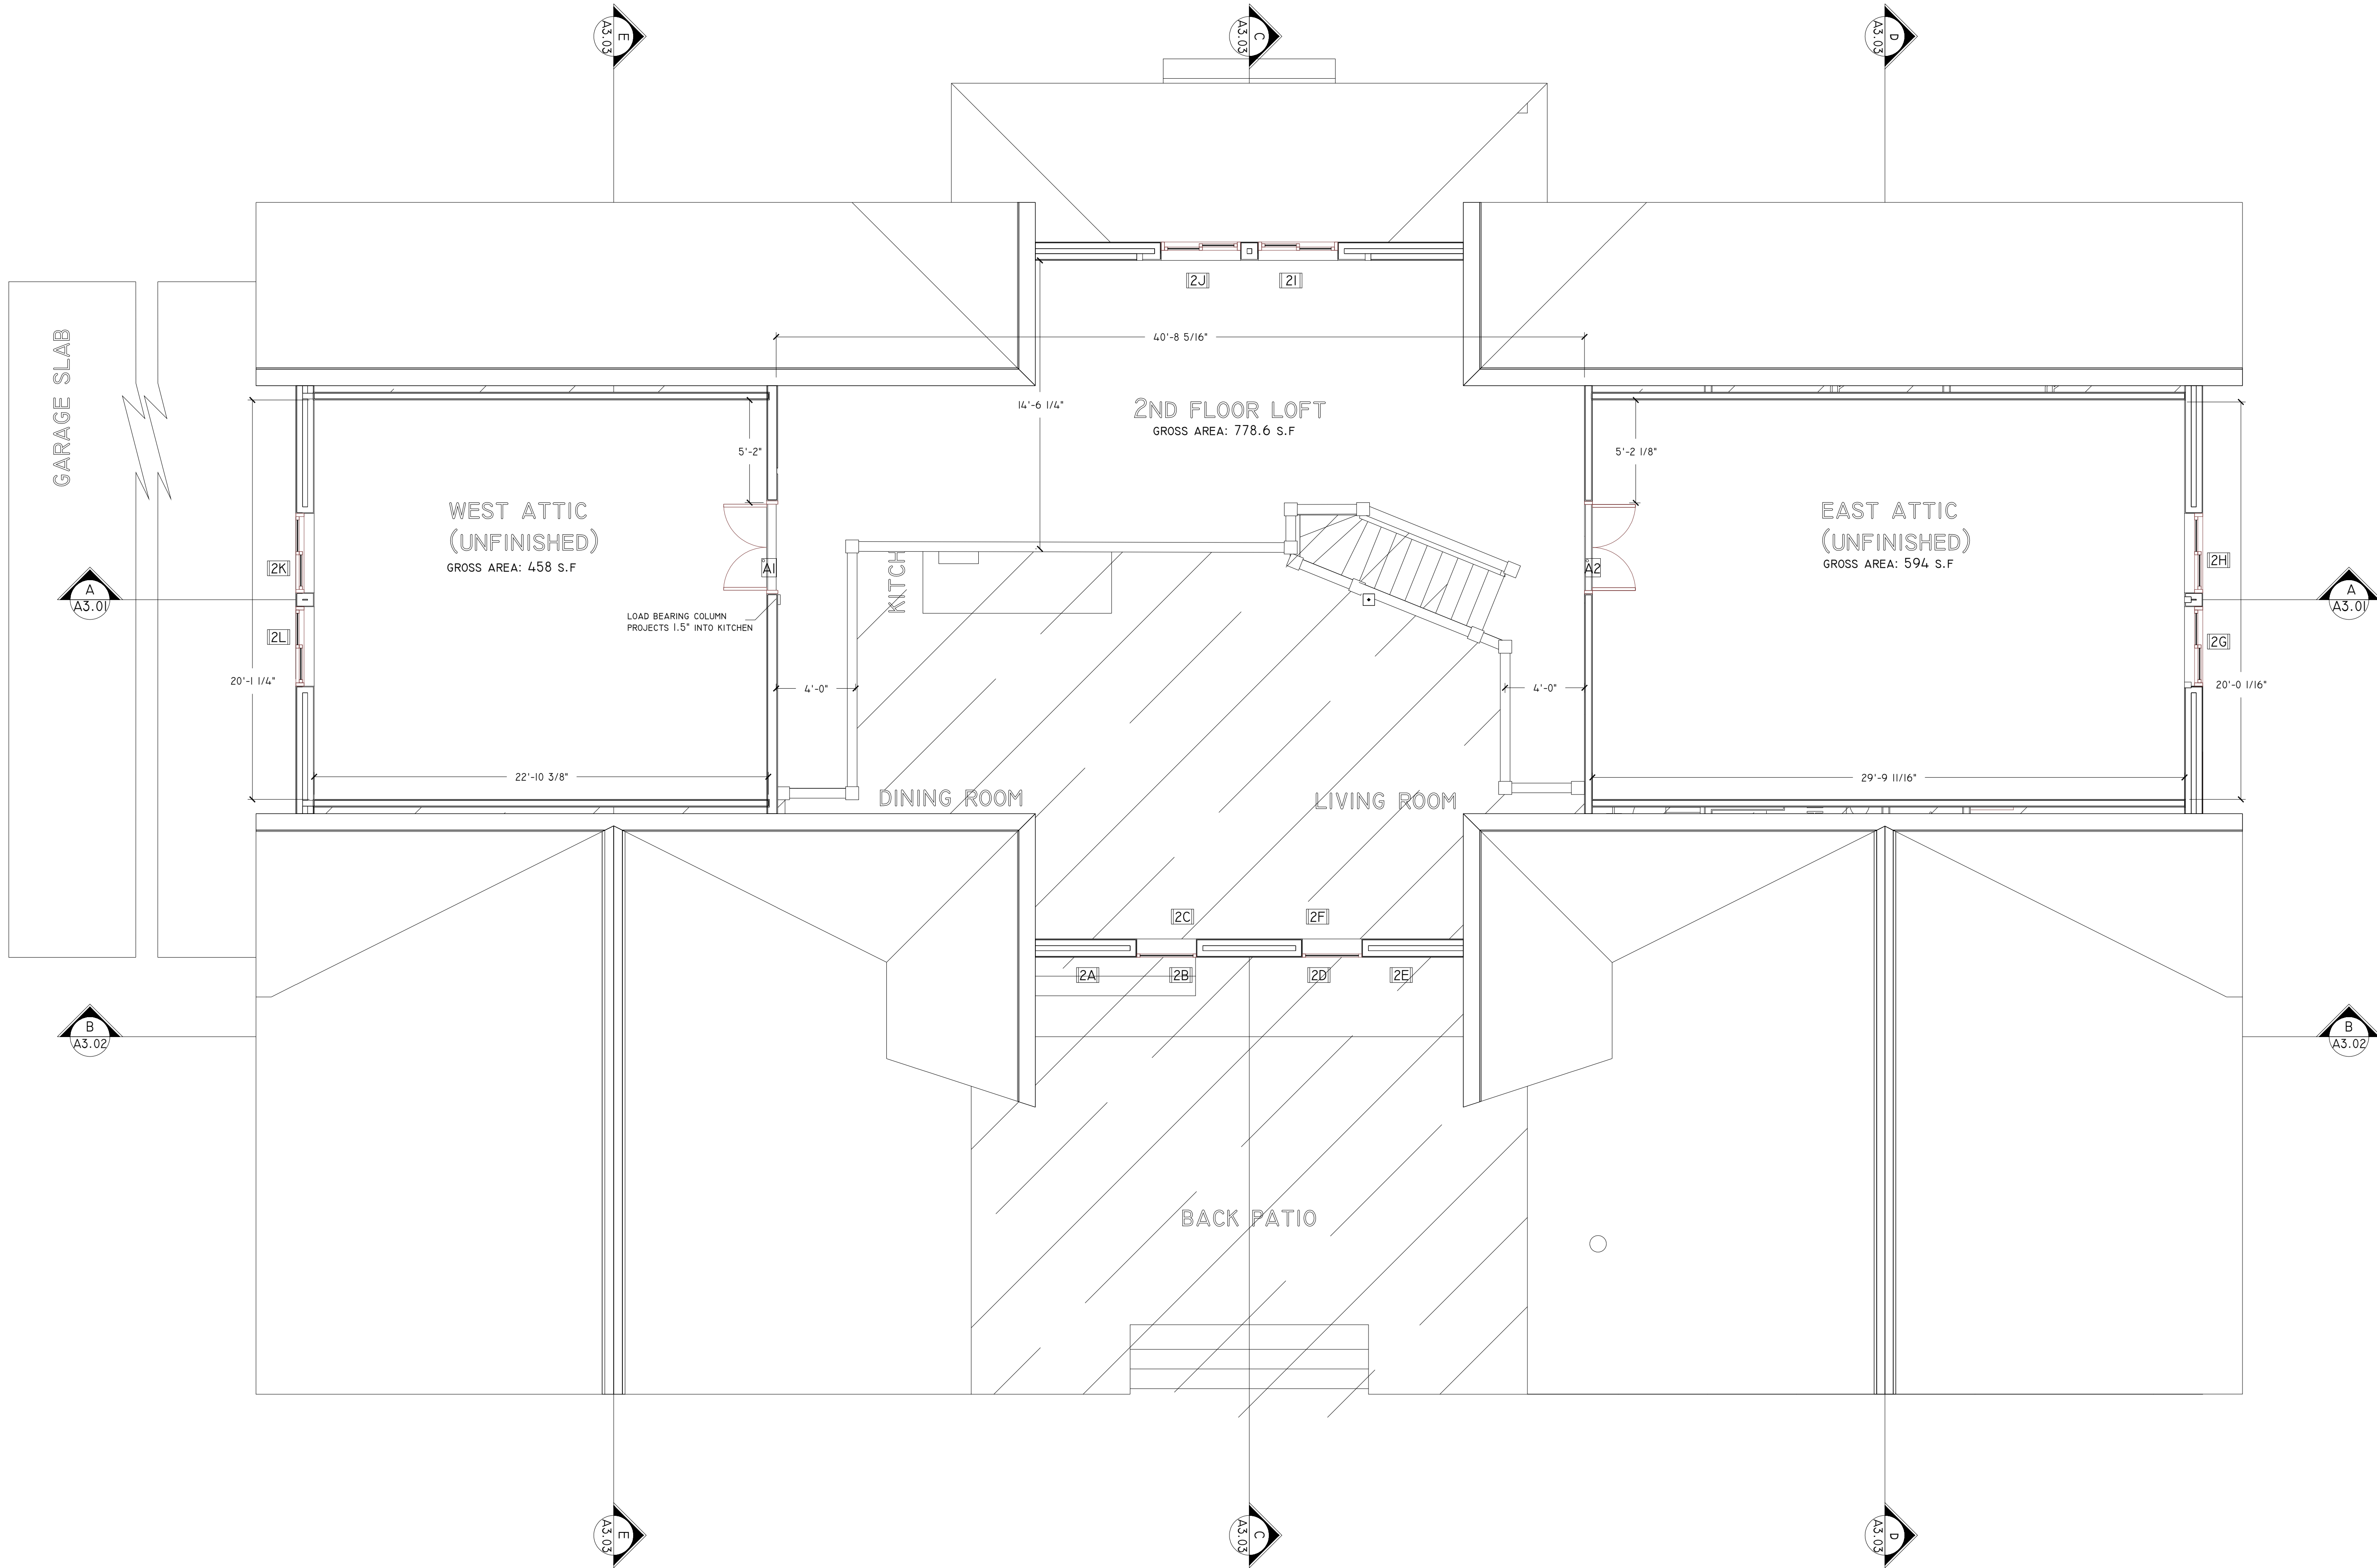 E
A3.03
C
A3.03
D
A3.03
GARAGE SLAB
2J
2I
40'-8 5/16"
14'-6 1/4"
2ND FLOOR LOFT
GROSS AREA: 778.6 S.F
5'-2"
5'-2 1/8"
WEST ATTIC
(UNFINISHED)
GROSS AREA: 458 S.F
EAST ATTIC
(UNFINISHED)
GROSS AREA: 594 S.F
2K
A1
KITCH
A2
2H
A
A3.01
A
A3.01
LOAD BEARING COLUMN
PROJECTS 1.5" INTO KITCHEN
2L
2G
20'-1 1/4"
4'-0"
4'-0"
20'-0 1/16"
22'-10 3/8"
29'-9 11/16"
DINING ROOM
LIVING ROOM
2C
2F
2A
2B
2D
2E
B
A3.02
B
A3.02
BACK PATIO
E
A3.03
C
A3.03
D
A3.03